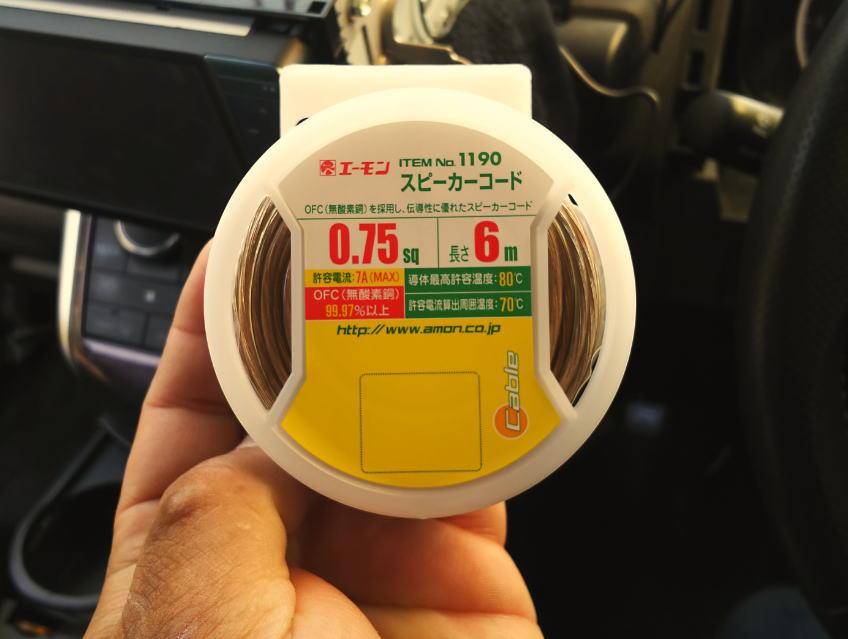 エーモン ITEM No. 1190
スピーカーコード
OFC(無酸素銅)を採用し、伝導性に優れたスピーカーコード
0.75 sq 長さ 6 m
許容電流:7A(MAX)
OFC(無酸素銅)
99.97%以上
導体最高許容温度:80℃
許容電流算出周囲温度:70℃
http://www.amon.co.jp
Cable